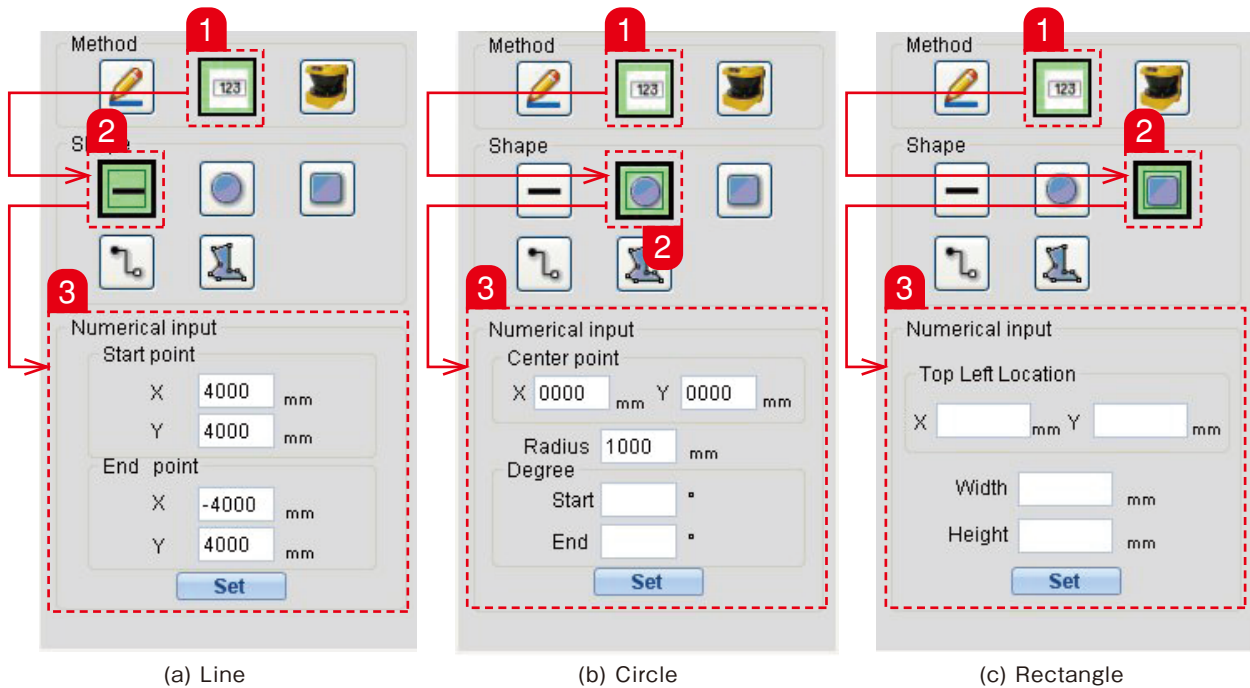 1
Method
123
2
Shape
3
Numerical input
Start point
X 4000 mm
Y 4000 mm
End point
X -4000 mm
Y 4000 mm
Set
(a) Line
1
Method
123
Shape
2
3
Numerical input
Center point
X 0000 mm Y 0000 mm
Radius 1000 mm
Degree
Start °
End °
Set
(b) Circle
1
Method
123
2
Shape
3
Numerical input
Top Left Location
X mm Y mm
Width mm
Height mm
Set
(c) Rectangle